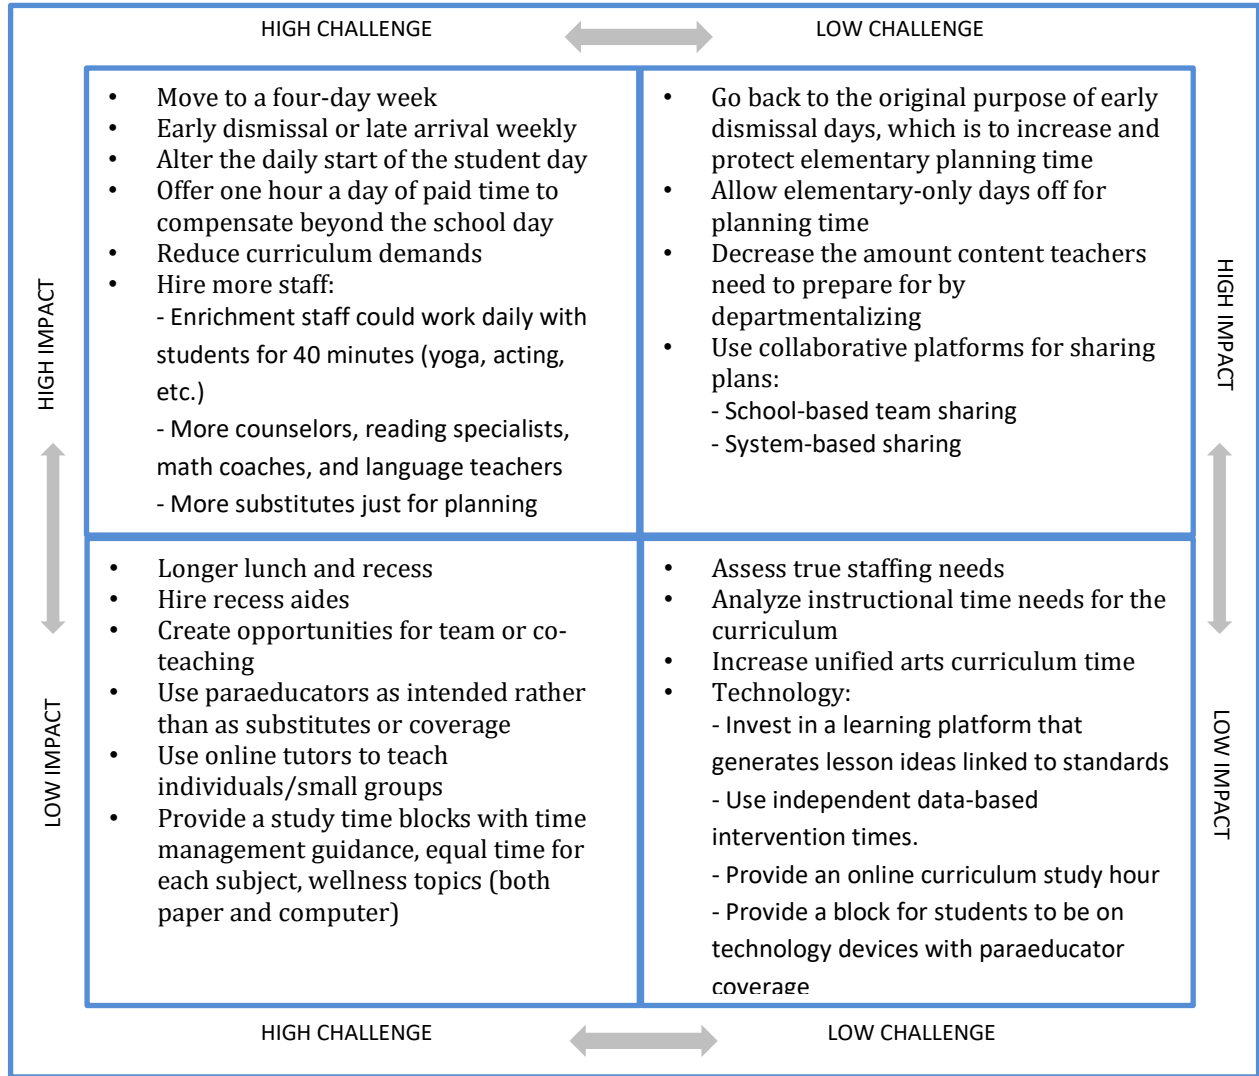 HIGH CHALLENGE
LOW CHALLENGE
HIGH IMPACT
• Move to a four-day week
• Early dismissal or late arrival weekly
• Alter the daily start of the student day
• Offer one hour a day of paid time to
compensate beyond the school day
• Reduce curriculum demands
• Hire more staff:
- Enrichment staff could work daily with
students for 40 minutes (yoga, acting,
etc.)
- More counselors, reading specialists,
math coaches, and language teachers
- More substitutes just for planning
• Go back to the original purpose of early
dismissal days, which is to increase and
protect elementary planning time
• Allow elementary-only days off for
planning time
• Decrease the amount content teachers
need to prepare for by
departmentalizing
• Use collaborative platforms for sharing
plans:
- School-based team sharing
- System-based sharing
HIGH IMPACT
LOW IMPACT
• Longer lunch and recess
• Hire recess aides
• Create opportunities for team or co-
teaching
• Use paraeducators as intended rather
than as substitutes or coverage
• Use online tutors to teach
individuals/small groups
• Provide a study time blocks with time
management guidance, equal time for
each subject, wellness topics (both
paper and computer)
• Assess true staffing needs
• Analyze instructional time needs for the
curriculum
• Increase unified arts curriculum time
• Technology:
- Invest in a learning platform that
generates lesson ideas linked to standards
- Use independent data-based
intervention times.
- Provide an online curriculum study hour
- Provide a block for students to be on
technology devices with paraeducator
coverage
LOW IMPACT
HIGH CHALLENGE
LOW CHALLENGE